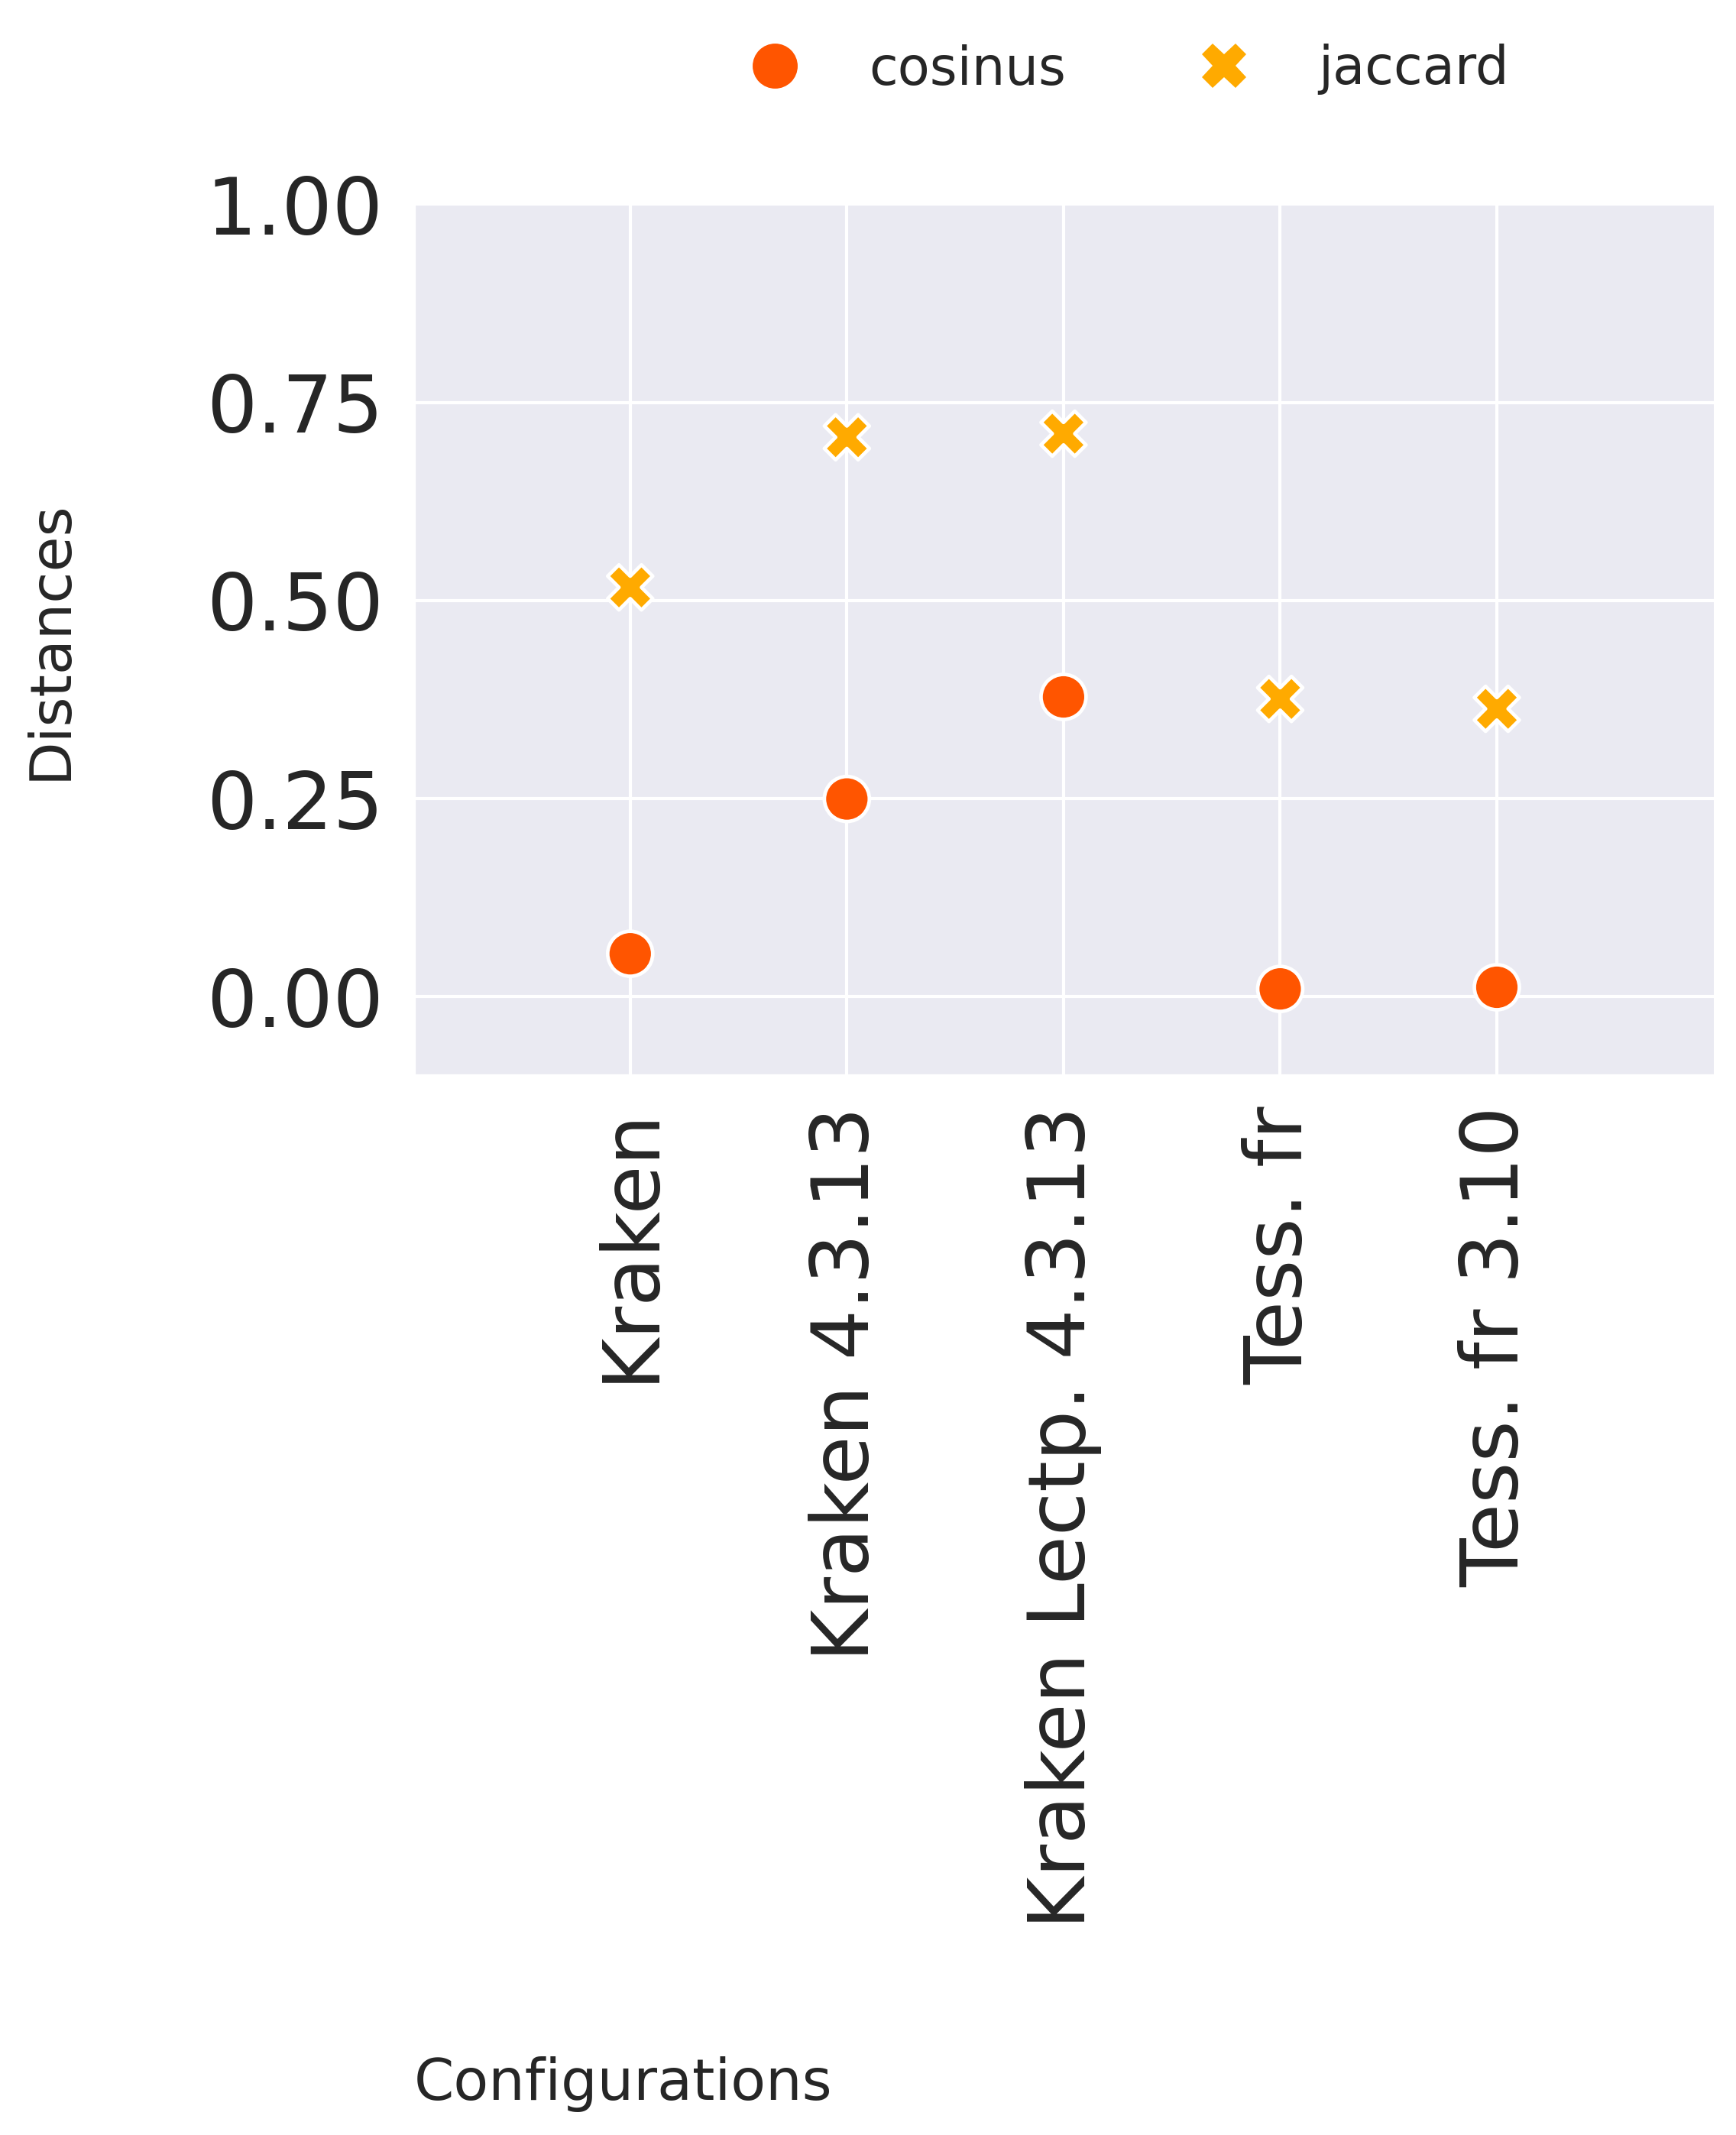 cosinus jaccard
1.00
0.75
0.50
0.25
0.00
Distances
Kraken
Kraken 4.3.13
Kraken Lectp. 4.3.13
Tess. fr
Tess. fr 3.10
Configurations